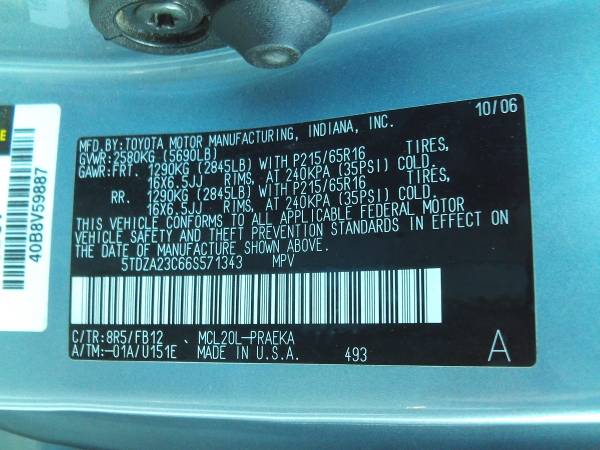 10/06
MFD.BY:TOYOTA MOTOR MANUFACTURING, INDIANA, INC.
GVWR:2580KG (5690LB)
GAWR:FRT. 1290KG (2845LB) WITH P215/65R16 TIRES,
16X6.5JJ RIMS, AT 240KPA (35PSI) COLD.
RR. 1290KG (2845LB) WITH P215/65R16 TIRES,
16X6.5JJ RIMS, AT 240KPA (35PSI) COLD.
THIS VEHICLE CONFORMS TO ALL APPLICABLE FEDERAL MOTOR
VEHICLE SAFETY AND THEFT PREVENTION STANDARDS IN EFFECT ON
THE DATE OF MANUFACTURE SHOWN ABOVE.
5TDZA23C66S571343 MPV
C/TR: 8R5/FB12 MCL20L-PRAEKA
A/TM:-01A/U151E MADE IN U.S.A. 493 A
40B8V59887